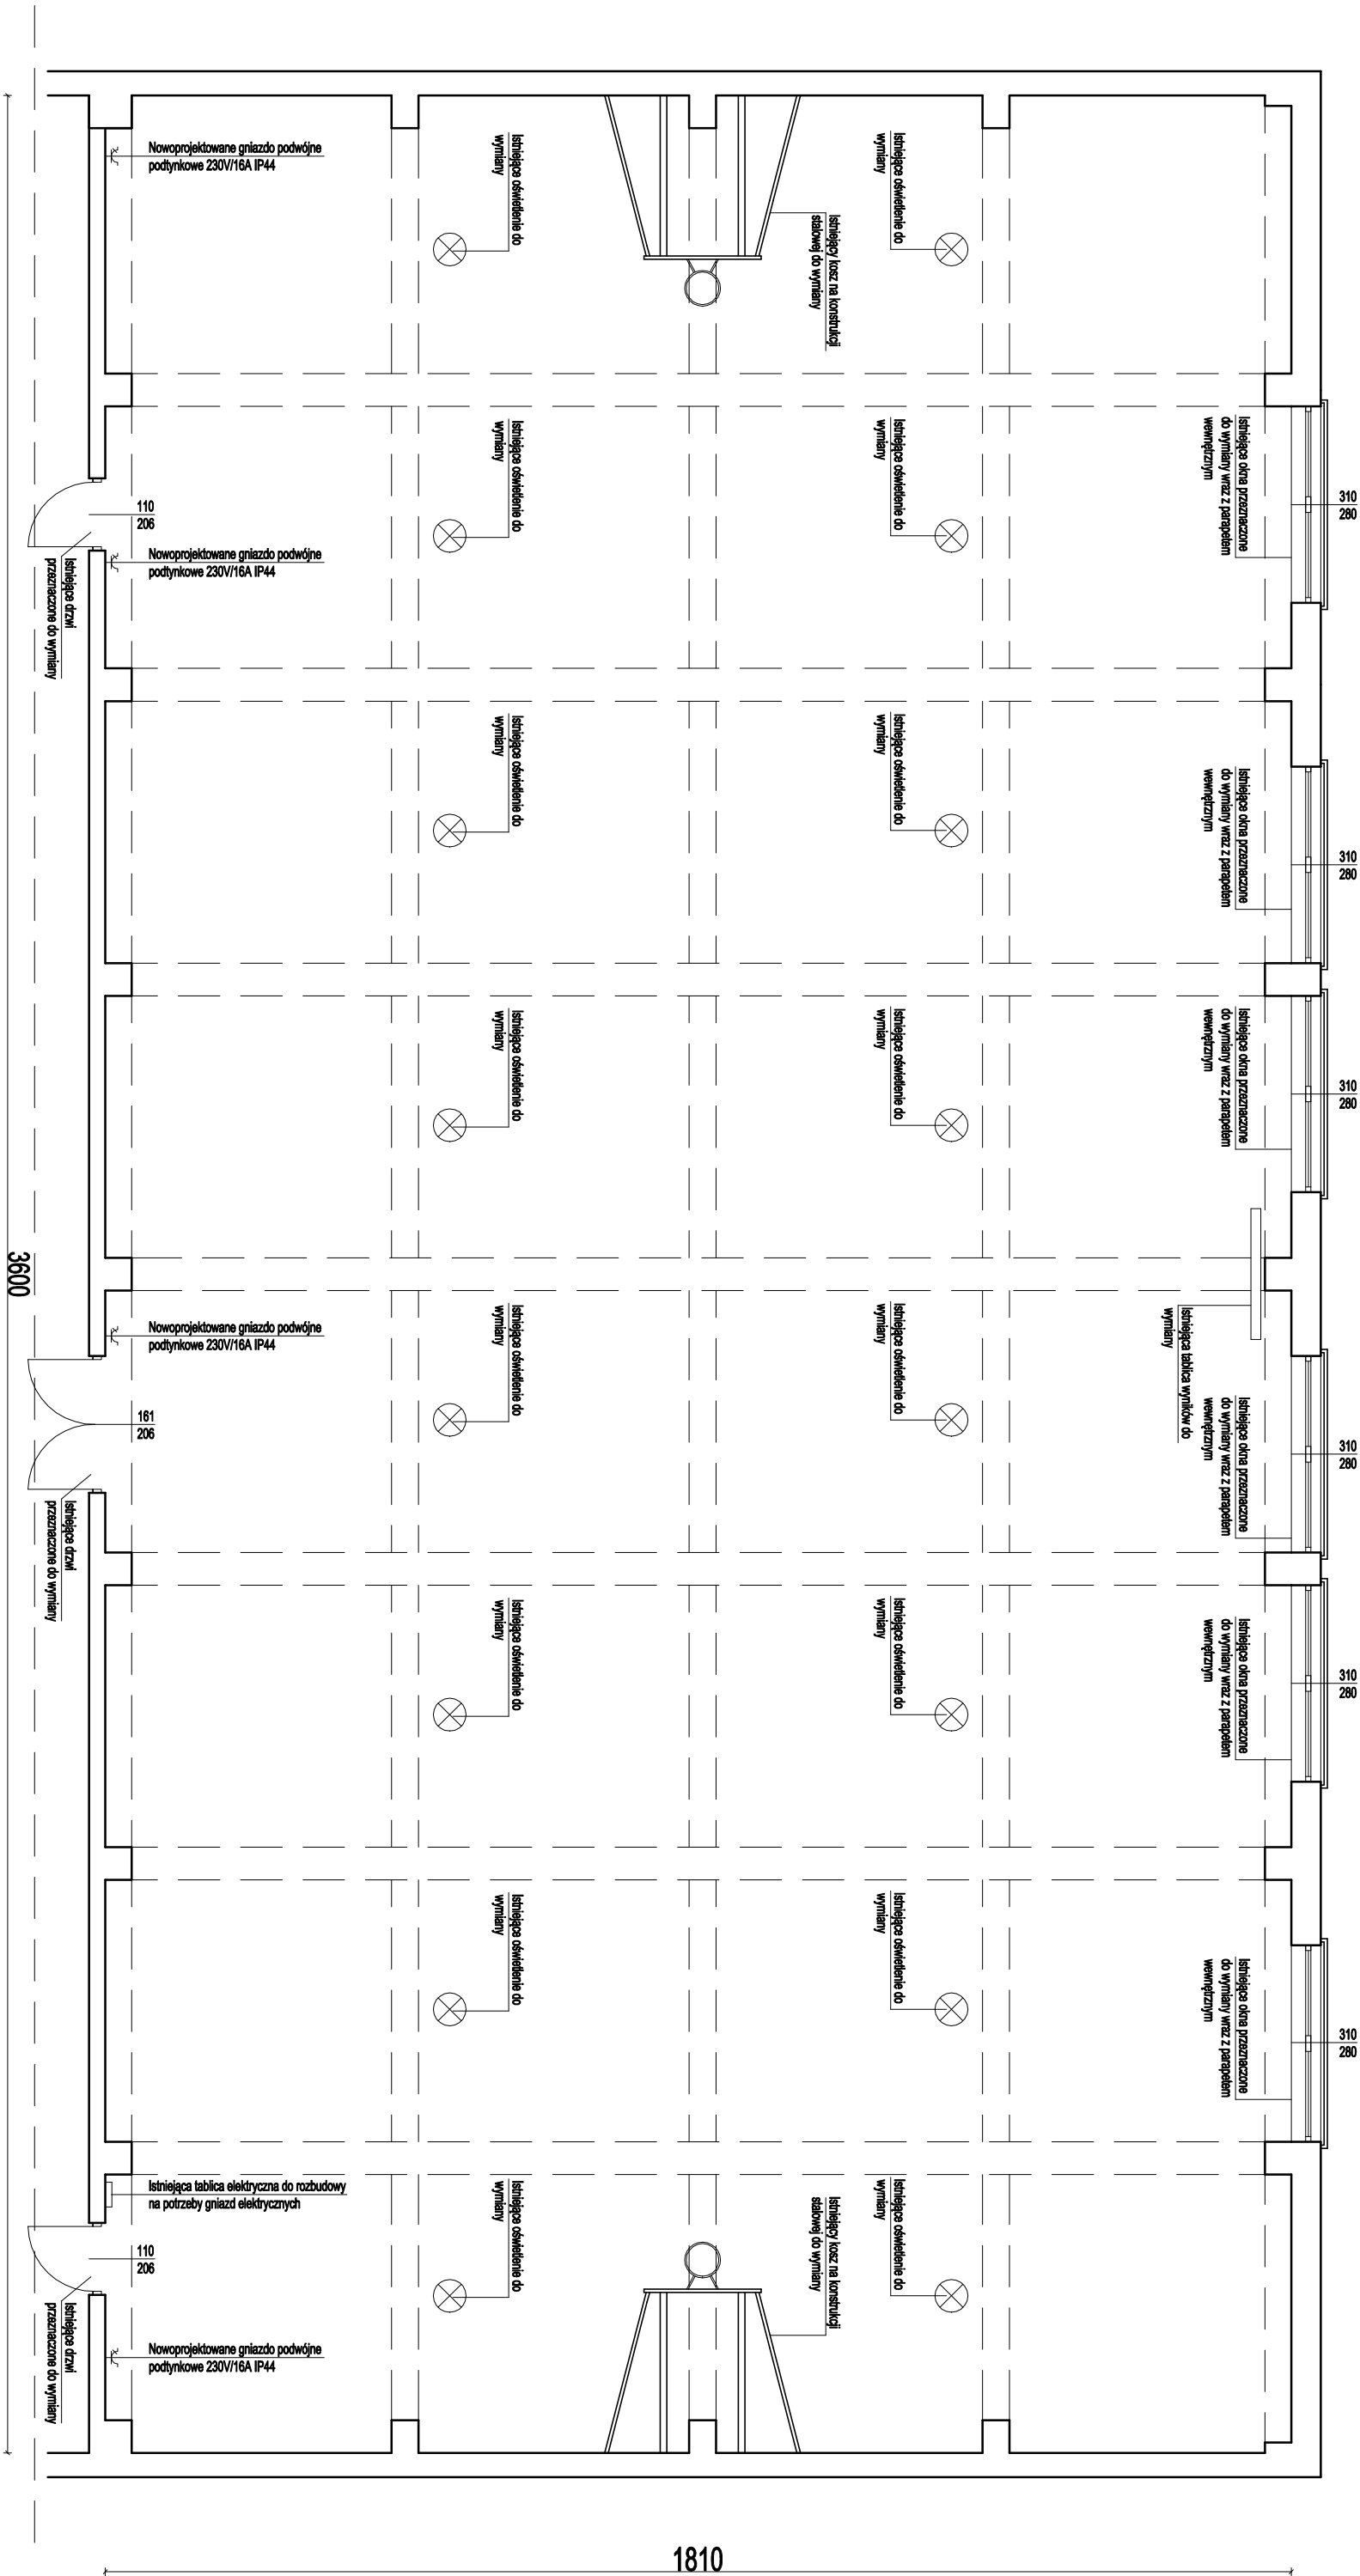 Nowoprojektowane gniazdo podwójne
podtynkowe 230V/16A IP44
Istniejące oświetlenie do
wymiany
Istniejące oświetlenie do
wymiany
Istniejący kosz na konstrukcji
stalowej do wymiany
Istniejące oświetlenie do
wymiany
Istniejące oświetlenie do
wymiany
Istniejące okna przeznaczone
do wymiany wraz z parapetem
wewnętrznym
310
280
110
206
Nowoprojektowane gniazdo podwójne
podtynkowe 230V/16A IP44
Istniejące drzwi
przeznaczone do wymiany
Istniejące oświetlenie do
wymiany
Istniejące oświetlenie do
wymiany
Istniejące okna przeznaczone
do wymiany wraz z parapetem
wewnętrznym
310
280
Istniejące oświetlenie do
wymiany
Istniejące oświetlenie do
wymiany
Istniejące okna przeznaczone
do wymiany wraz z parapetem
wewnętrznym
310
280
3600
Nowoprojektowane gniazdo podwójne
podtynkowe 230V/16A IP44
Istniejące oświetlenie do
wymiany
Istniejące oświetlenie do
wymiany
Istniejąca tablica wyników do
wymiany
Istniejące okna przeznaczone
do wymiany wraz z parapetem
wewnętrznym
310
280
161
206
Istniejące drzwi
przeznaczone do wymiany
Istniejące oświetlenie do
wymiany
Istniejące oświetlenie do
wymiany
Istniejące okna przeznaczone
do wymiany wraz z parapetem
wewnętrznym
310
280
Istniejące oświetlenie do
wymiany
Istniejące oświetlenie do
wymiany
Istniejące okna przeznaczone
do wymiany wraz z parapetem
wewnętrznym
310
280
Istniejąca tablica elektryczna do rozbudowy
na potrzeby gniazd elektrycznych
Istniejące oświetlenie do
wymiany
Istniejący kosz na konstrukcji
stalowej do wymiany
Istniejące oświetlenie do
wymiany
110
206
Istniejące drzwi
przeznaczone do wymiany
Nowoprojektowane gniazdo podwójne
podtynkowe 230V/16A IP44
1810